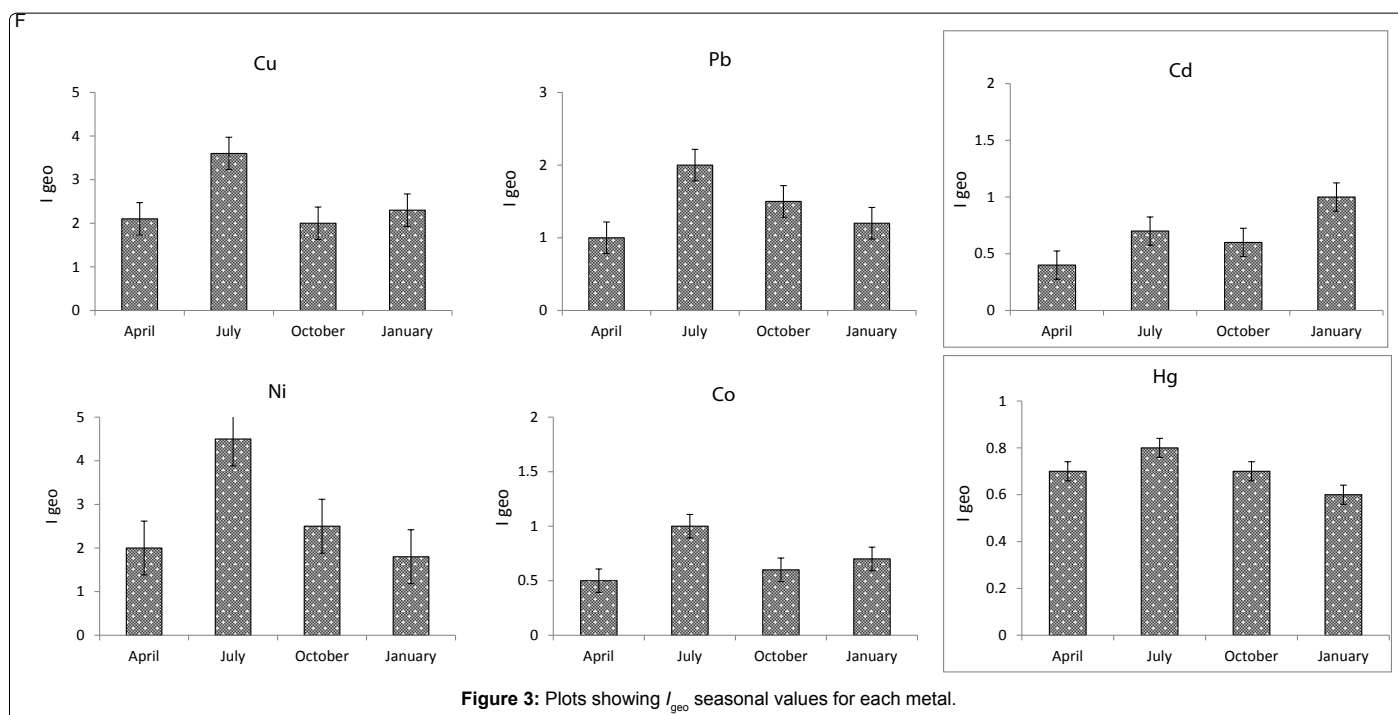 F
Cu
5
4
3
2
1
0
I geo
April July October January
Pb
3
2
1
0
I geo
April July October January
Cd
2
1.5
1
0.5
0
I geo
April July October January
Ni
5
4
3
2
1
0
I geo
April July October January
Co
2
1.5
1
0.5
0
I geo
April July October January
Hg
1
0.8
0.6
0.4
0.2
0
I geo
April July October January
Figure 3: Plots showing Igeo seasonal values for each metal.